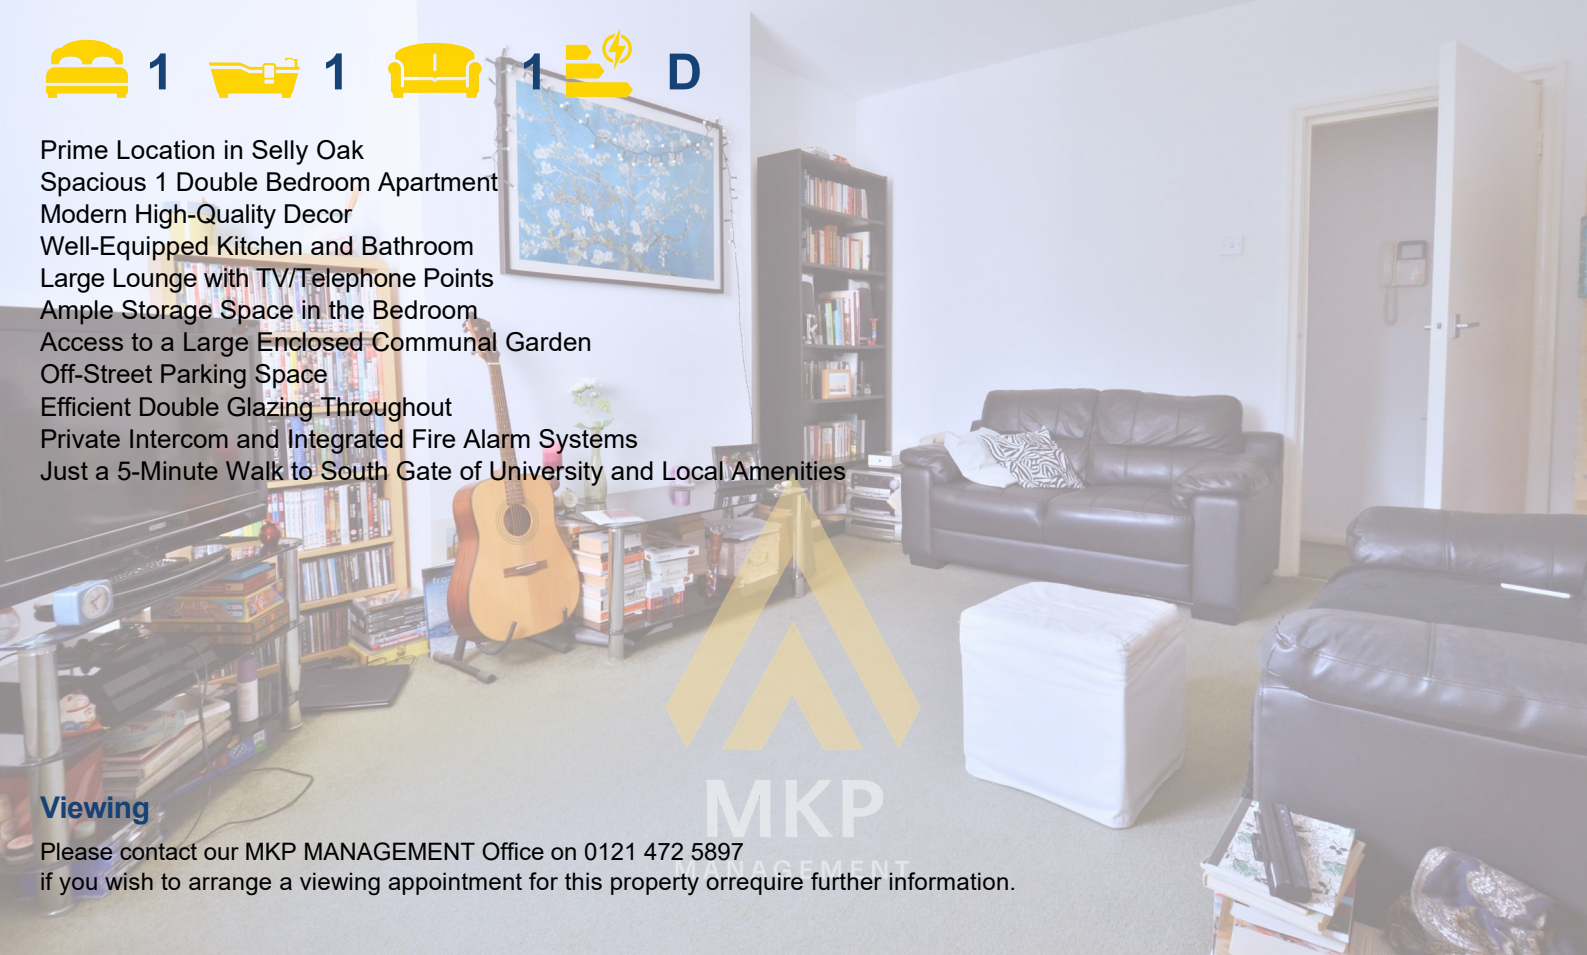 1 1 1 D
Prime Location in Selly Oak
Spacious 1 Double Bedroom Apartment
Modern High-Quality Decor
Well-Equipped Kitchen and Bathroom
Large Lounge with TV/Telephone Points
Ample Storage Space in the Bedroom
Access to a Large Enclosed Communal Garden
Off-Street Parking Space
Efficient Double Glazing Throughout
Private Intercom and Integrated Fire Alarm Systems
Just a 5-Minute Walk to South Gate of University and Local Amenities
MKP
MANAGEMENT
Viewing
Please contact our MKP MANAGEMENT Office on 0121 472 5897
if you wish to arrange a viewing appointment for this property orrequire further information.